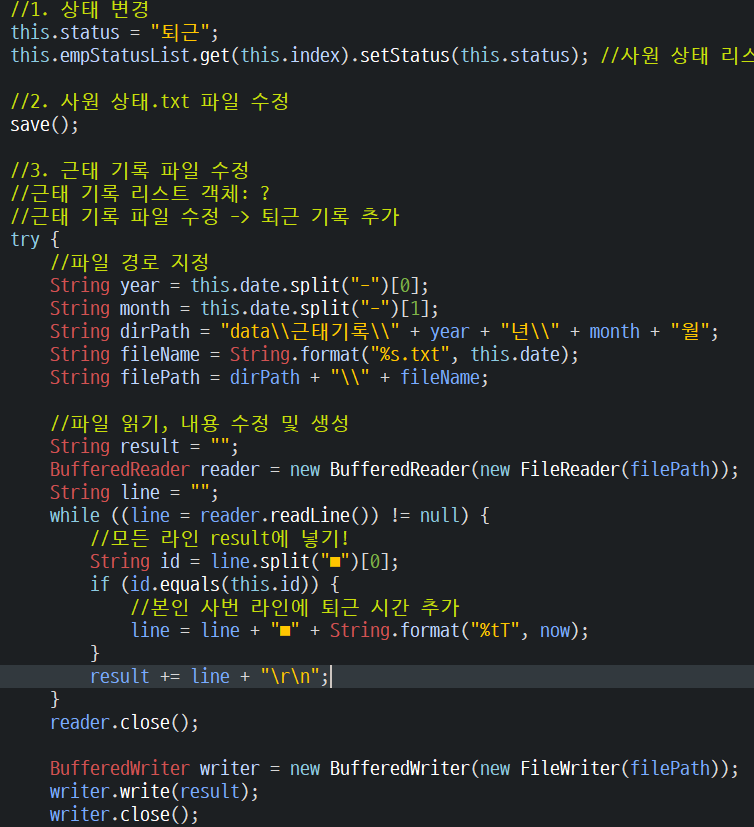 //1. 상태 변경
this.status = "퇴근";
this.empStatusList.get(this.index).setStatus(this.status); //사원 상태 리스
//2. 사원 상태.txt 파일 수정
save();
//3. 근태 기록 파일 수정
//근태 기록 리스트 객체: ?
//근태 기록 파일 수정 -> 퇴근 기록 추가
try {
//파일 경로 지정
String year = this.date.split("-")[0];
String month = this.date.split("-")[1];
String dirPath = "data\\근태기록\\" + year + "년\\" + month + "월";
String fileName = String.format("%s.txt", this.date);
String filePath = dirPath + "\\" + fileName;
//파일 읽기, 내용 수정 및 생성
String result = "";
BufferedReader reader = new BufferedReader(new FileReader(filePath));
String line = "";
while ((line = reader.readLine()) != null) {
//모든 라인 result에 넣기!
String id = line.split("■")[0];
if (id.equals(this.id)) {
//본인 사번 라인에 퇴근 시간 추가
line = line + "■" + String.format("%tT", now);
}
result += line + "\r\n";
}
reader.close();
BufferedWriter writer = new BufferedWriter(new FileWriter(filePath));
writer.write(result);
writer.close();